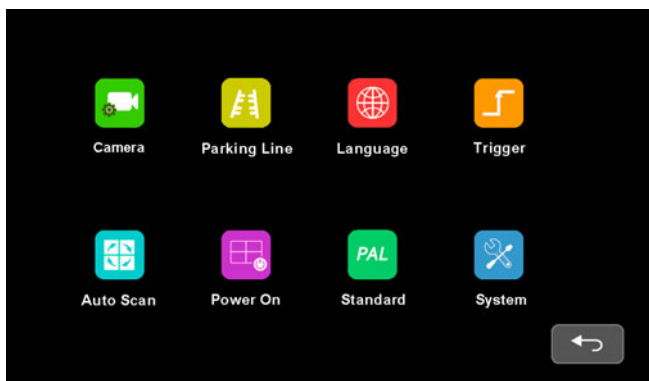 Camera
Parking Line
Language
Trigger
PAL
Auto Scan
Power On
Standard
System